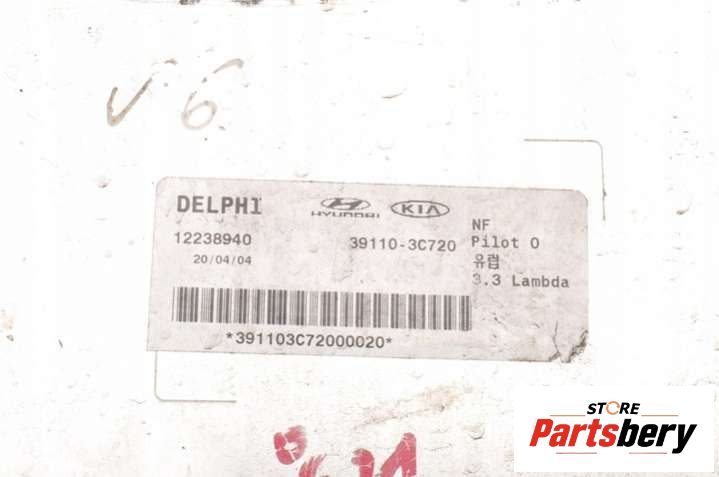 V6
DELPHI HYUNDAI KIA
12238940 39110-3C720
20/04/04
NF
Pilot 0
유럽
3.3 Lambda
*391103C72000020*
STORE
Partsbery